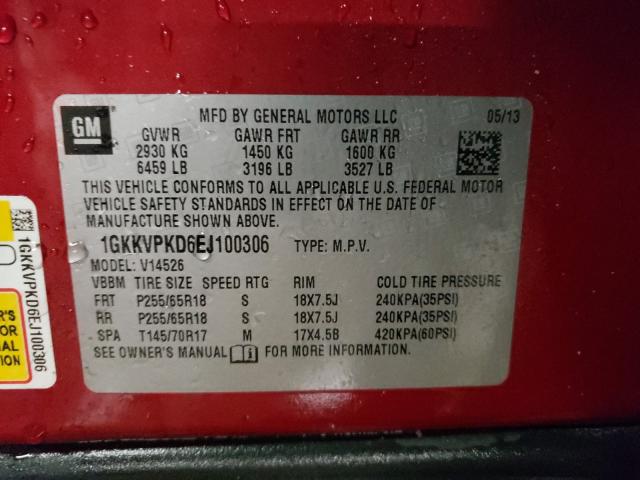 GM
MFD BY GENERAL MOTORS LLC 05/13
GVWR GAWR FRT GAWR RR
2930 KG 1450 KG 1600 KG
6459 LB 3196 LB 3527 LB
THIS VEHICLE CONFORMS TO ALL APPLICABLE U.S. FEDERAL MOTOR
VEHICLE SAFETY STANDARDS IN EFFECT ON THE DATE OF
MANUFACTURE SHOWN ABOVE.
1GKKVPKD6EJ100306 TYPE: M.P.V.
MODEL: V14526
VBBM TIRE SIZE SPEED RTG RIM COLD TIRE PRESSURE
FRT P255/65R18 S 18X7.5J 240KPA(35PSI)
RR P255/65R18 S 18X7.5J 240KPA(35PSI)
SPA T145/70R17 M 17X4.5B 420KPA(60PSI)
SEE OWNER'S MANUAL FOR MORE INFORMATION
1GKKVPKD6EJ100306
R'S
FOR
NAL
TION